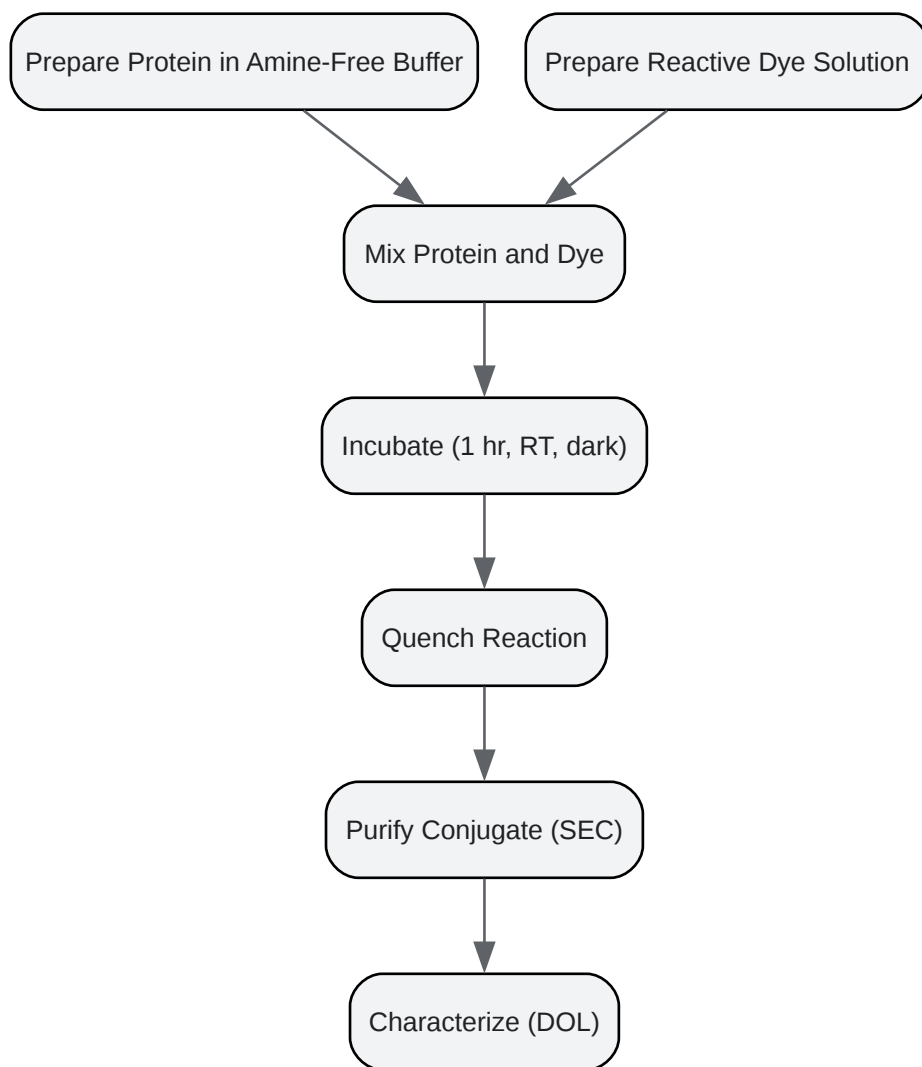 Prepare Protein in Amine-Free Buffer
Prepare Reactive Dye Solution
Mix Protein and Dye
Incubate (1 hr, RT, dark)
Quench Reaction
Purify Conjugate (SEC)
Characterize (DOL)